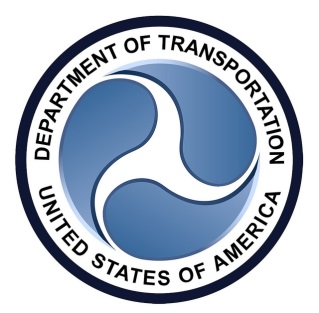 DEPARTMENT OF TRANSPORTATION
UNITED STATES OF AMERICA